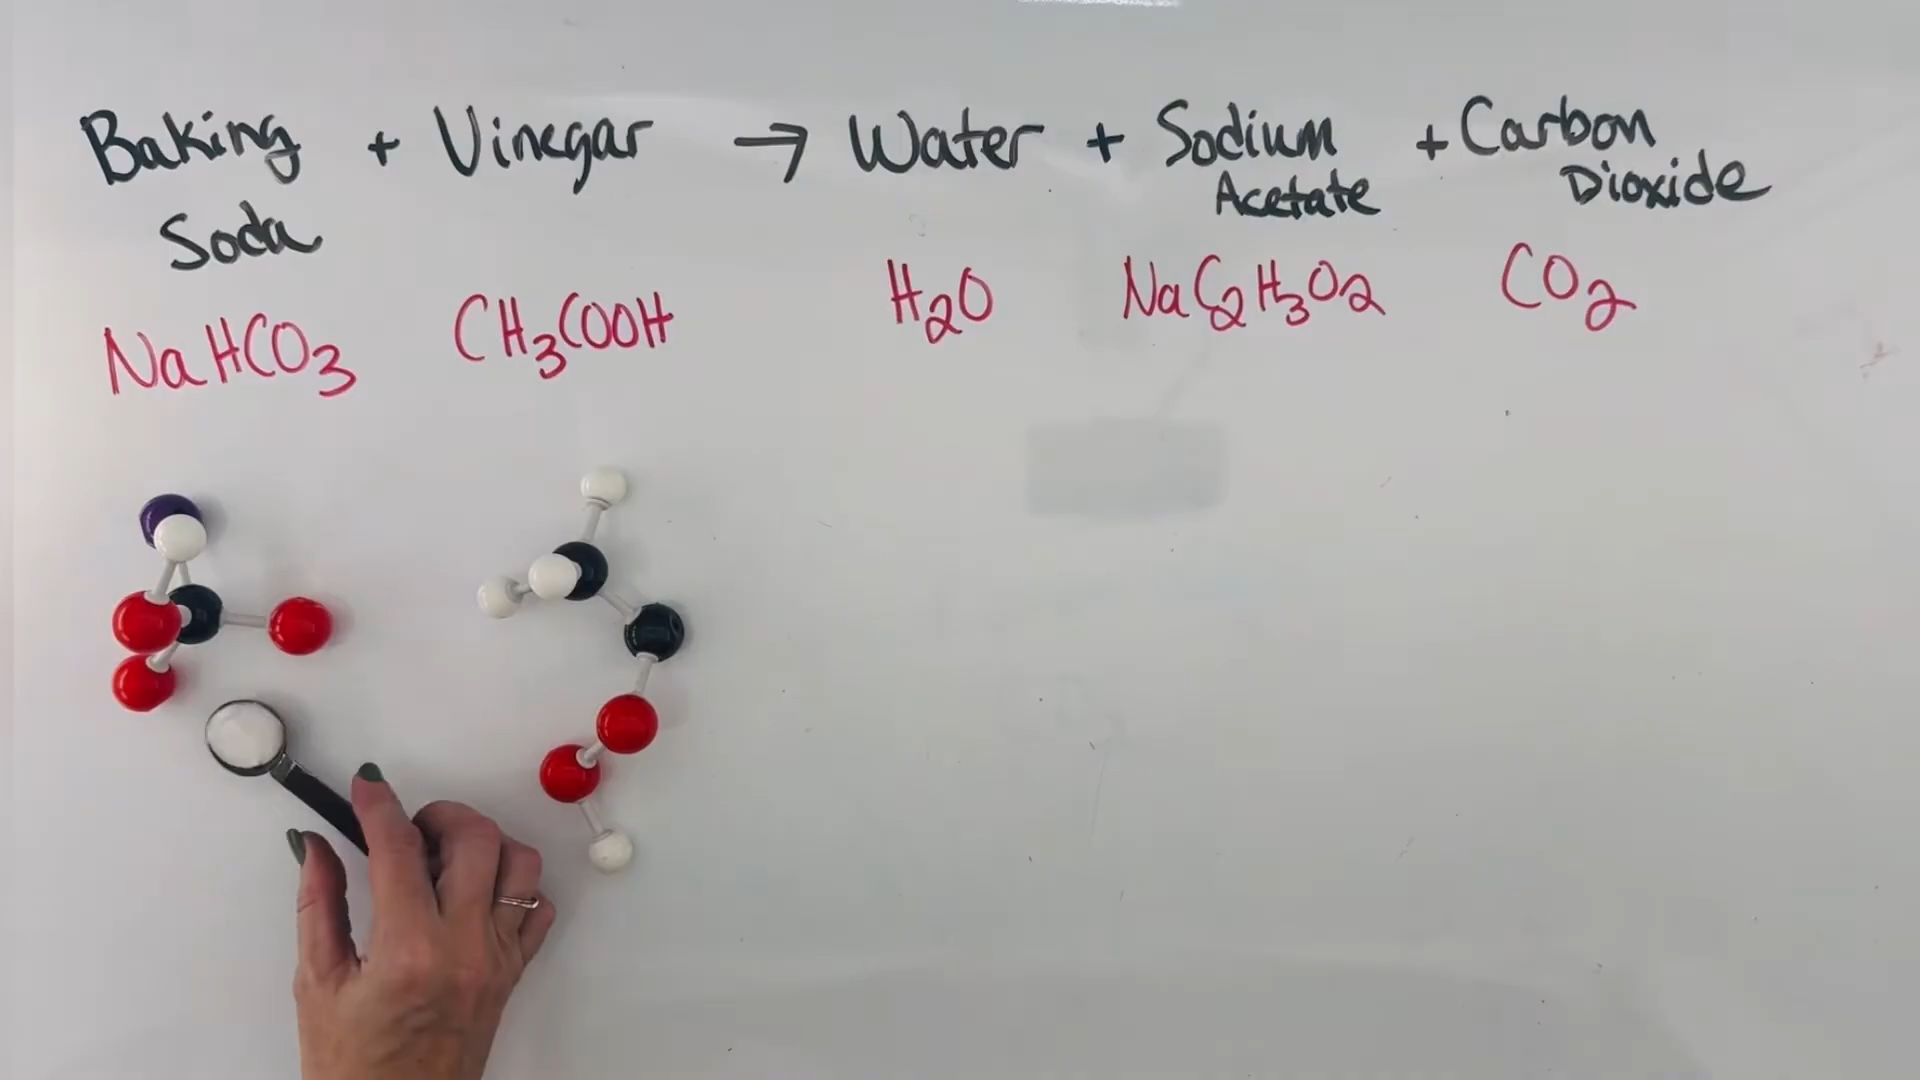 Baking + Vinegar → Water + Sodium + Carbon
Soda Acetate Dioxide
NaHCO₃ CH₃COOH H₂O NaC₂H₃O₂ CO₂